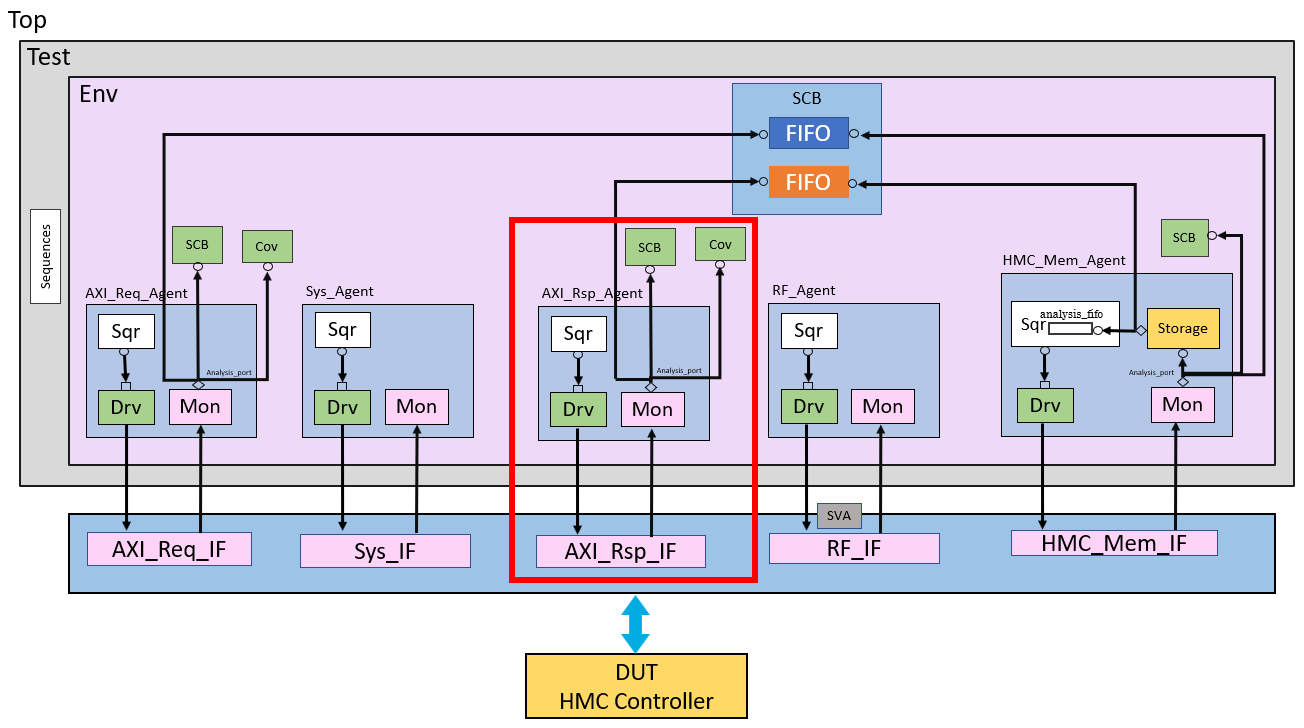 Top
Test
Env
SCB
FIFO
FIFO
Sequences
SCB
Cov
SCB
Cov
SCB
AXI_Req_Agent
Sys_Agent
AXI_Rsp_Agent
RF_Agent
HMC_Mem_Agent
Sqr
Sqr
Sqr
Sqr
Sqr
analysis_fifo
Storage
Analysis_port
Analysis_port
Analysis_port
Drv
Mon
Drv
Mon
Drv
Mon
Drv
Mon
Drv
Mon
SVA
AXI_Req_IF
Sys_IF
AXI_Rsp_IF
RF_IF
HMC_Mem_IF
DUT
HMC Controller